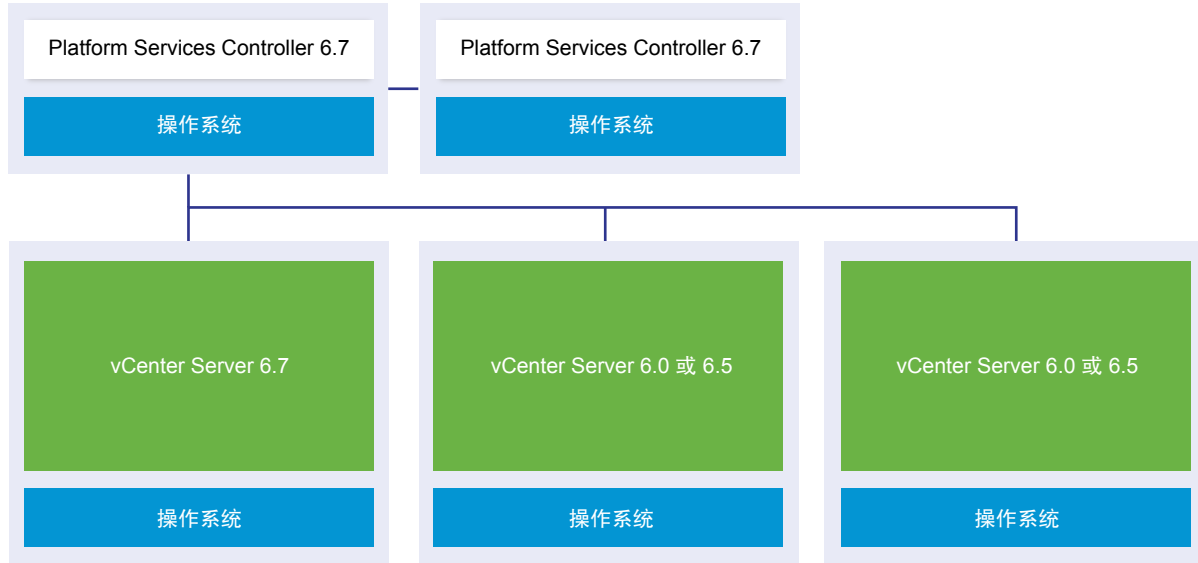 Platform Services Controller 6.7
Platform Services Controller 6.7
操作系统
操作系统
vCenter Server 6.7
vCenter Server 6.0 或 6.5
vCenter Server 6.0 或 6.5
操作系统
操作系统
操作系统